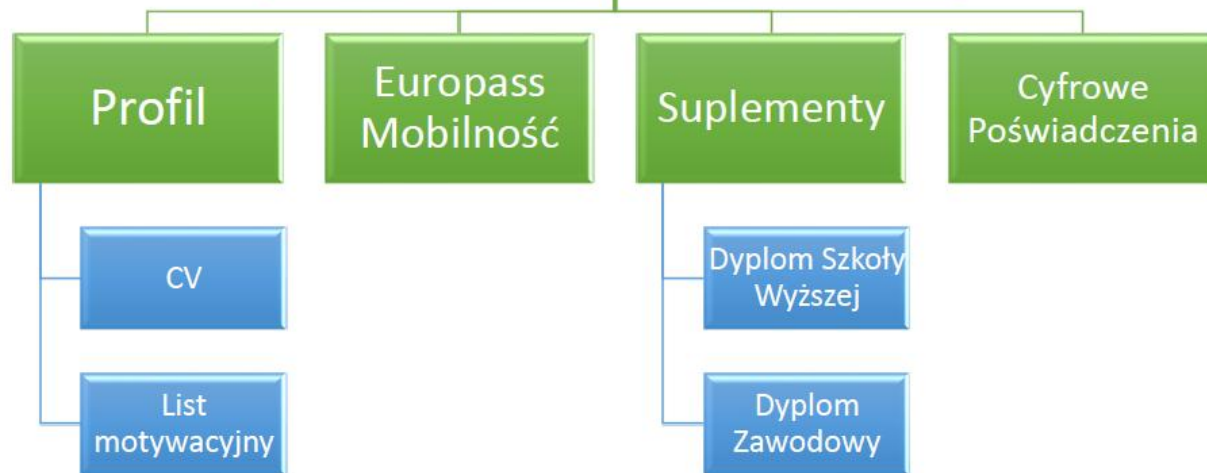 Profil
Europass
Mobilność
Suplementy
Cyfrowe
Poświadczenia
CV
List
motywacyjny
Dyplom Szkoły
Wyższej
Dyplom
Zawodowy